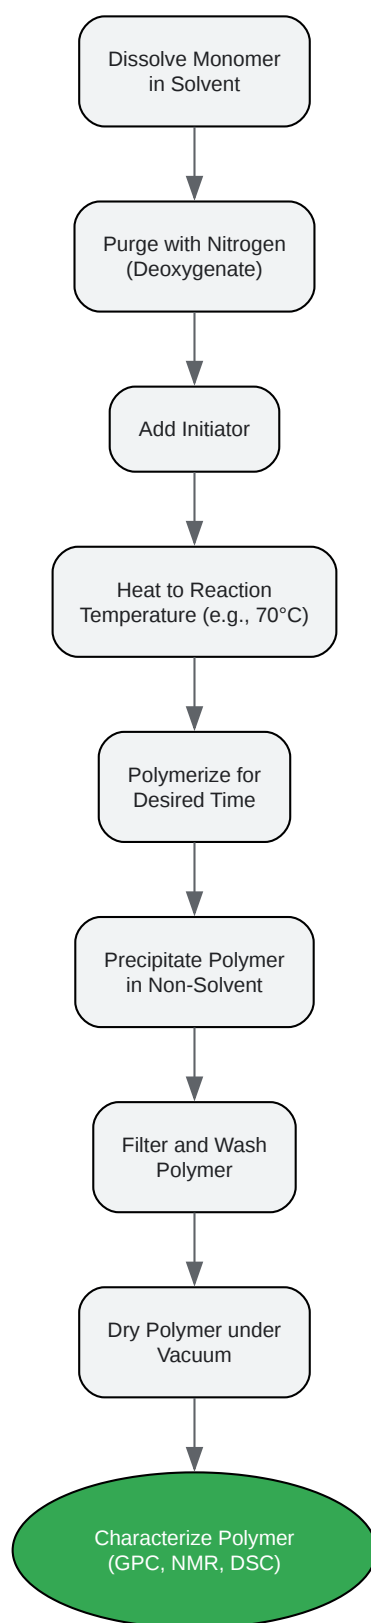 Dissolve Monomer
in Solvent
Purge with Nitrogen
(Deoxygenate)
Add Initiator
Heat to Reaction
Temperature (e.g., 70°C)
Polymerize for
Desired Time
Precipitate Polymer
in Non-Solvent
Filter and Wash
Polymer
Dry Polymer under
Vacuum
Characterize Polymer
(GPC, NMR, DSC)